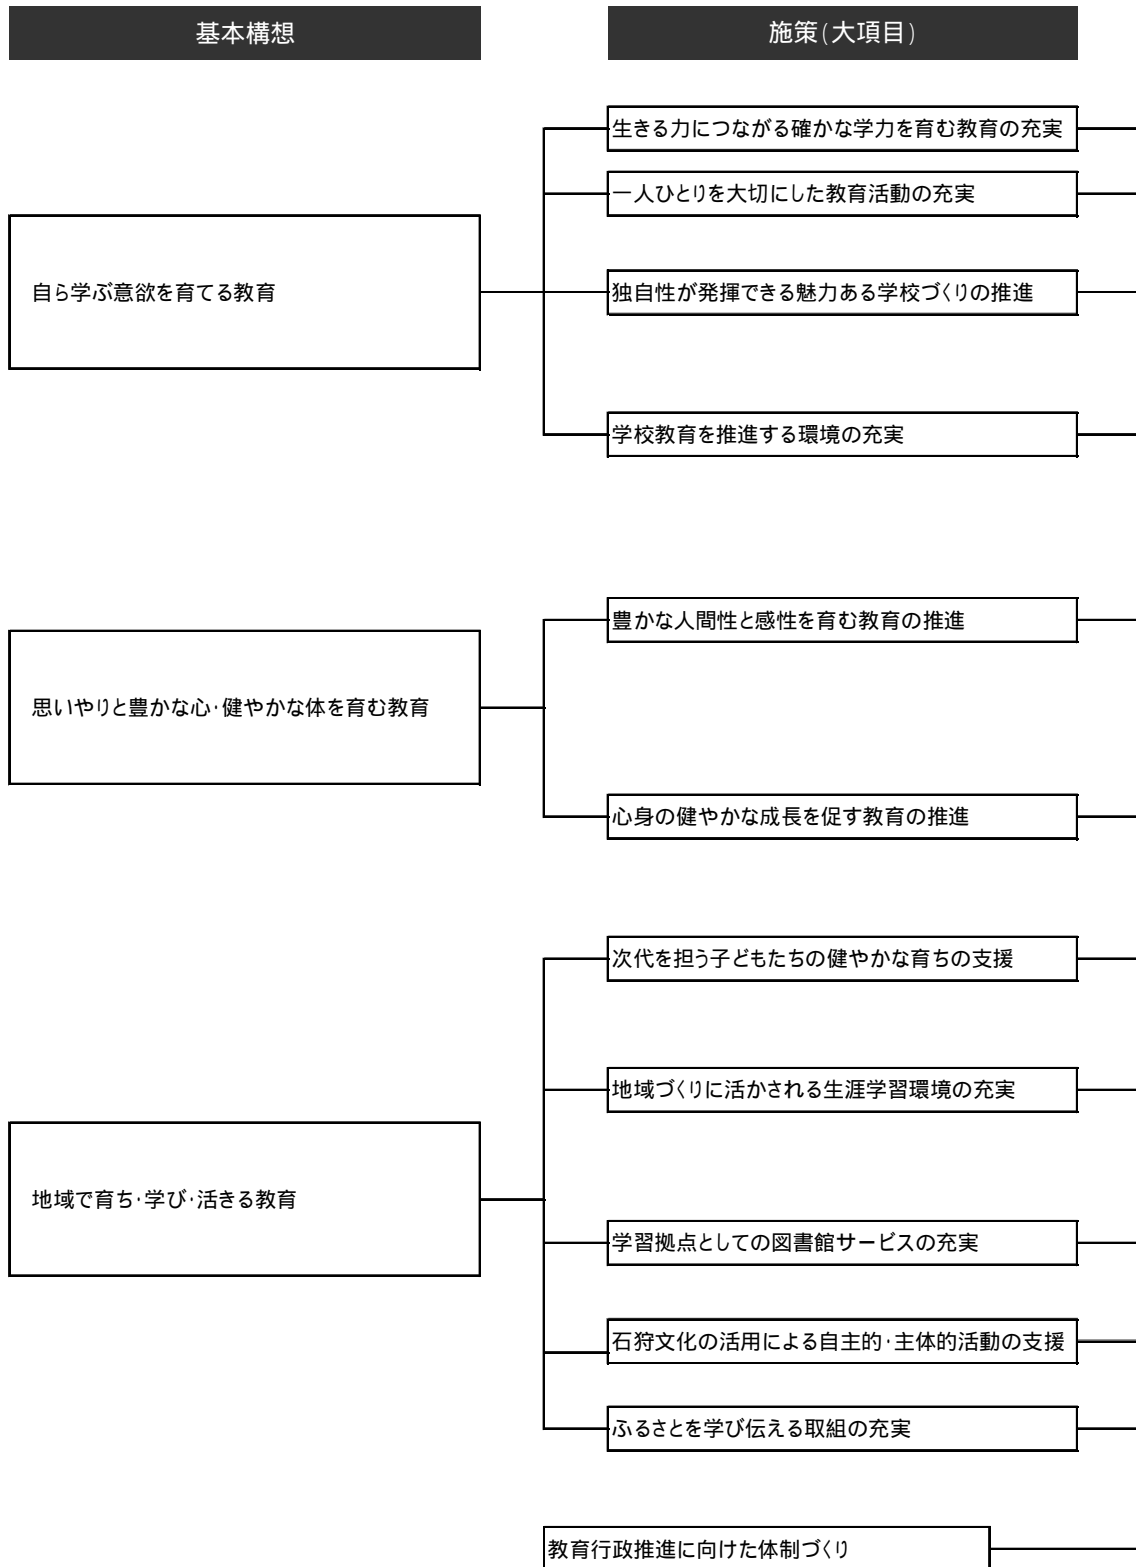 基本構想
施策(大項目)
生きる力につながる確かな学力を育む教育の充実
一人ひとりを大切にした教育活動の充実
自ら学ぶ意欲を育てる教育
独自性が発揮できる魅力ある学校づくりの推進
学校教育を推進する環境の充実
豊かな人間性と感性を育む教育の推進
思いやりと豊かな心・健やかな体を育む教育
心身の健やかな成長を促す教育の推進
次代を担う子どもたちの健やかな育ちの支援
地域づくりに活かされる生涯学習環境の充実
地域で育ち・学び・活きる教育
学習拠点としての図書館サービスの充実
石狩文化の活用による自主的・主体的活動の支援
ふるさとを学び伝える取組の充実
教育行政推進に向けた体制づくり